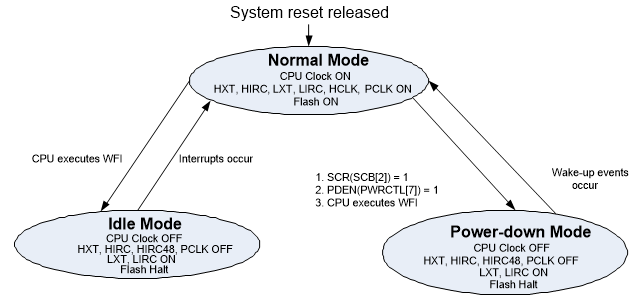 System reset released
Normal Mode
CPU Clock ON
HXT, HIRC, LXT, LIRC, HCLK, PCLK ON
Flash ON
CPU executes WFI
Interrupts occur
1. SCR(SCB[2]) = 1
2. PDEN(PWRCTL[7]) = 1
3. CPU executes WFI
Wake-up events
occur
Idle Mode
CPU Clock OFF
HXT, HIRC, HIRC48, PCLK OFF
LXT, LIRC ON
Flash Halt
Power-down Mode
CPU Clock OFF
HXT, HIRC, HIRC48, PCLK OFF
LXT, LIRC ON
Flash Halt